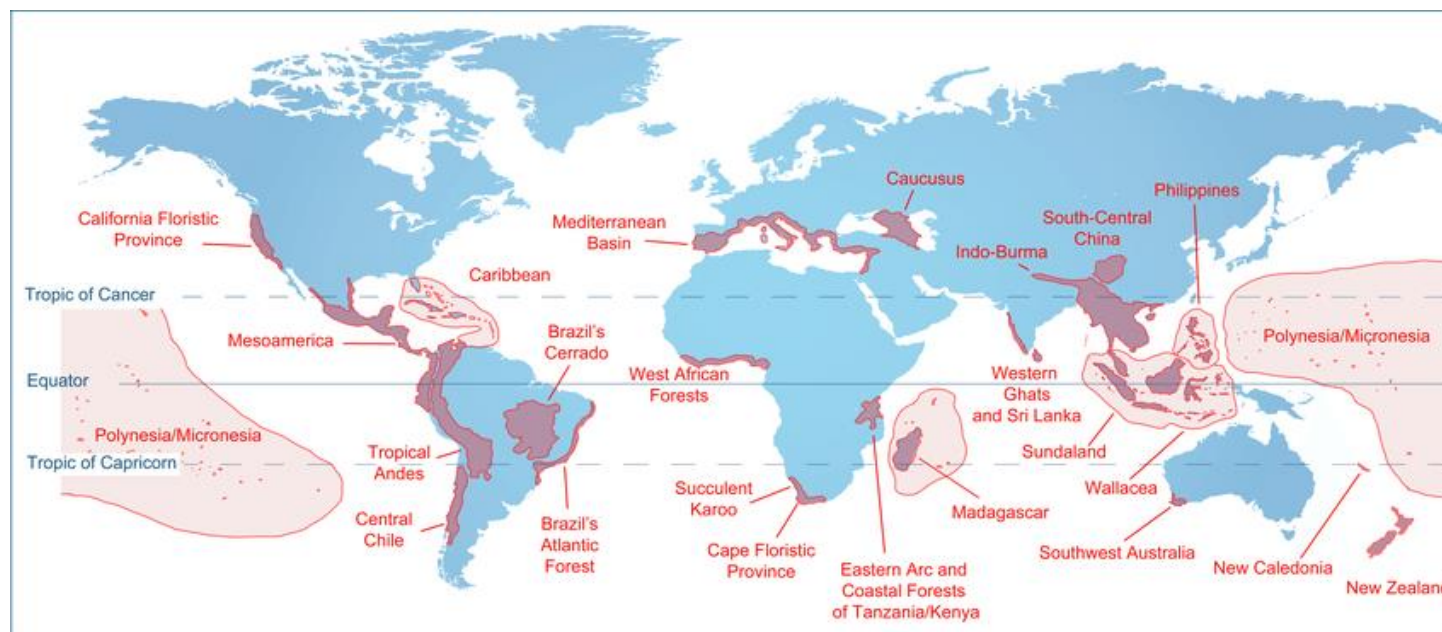 Caucusus
Philippines
California Floristic
Province
Mediterranean
Basin
South-Central
China
Indo-Burma
Caribbean
Tropic of Cancer
Mesoamerica
Brazil's
Cerrado
Polynesia/Micronesia
West African
Forests
Western
Ghats
and Sri Lanka
Equator
Polynesia/Micronesia
Tropical
Andes
Sundaland
Tropic of Capricorn
Succulent
Karoo
Madagascar
Wallacea
Central
Chile
Brazil's
Atlantic
Forest
Cape Floristic
Province
Eastern Arc and
Coastal Forests
of Tanzania/Kenya
Southwest Australia
New Caledonia
New Zealand